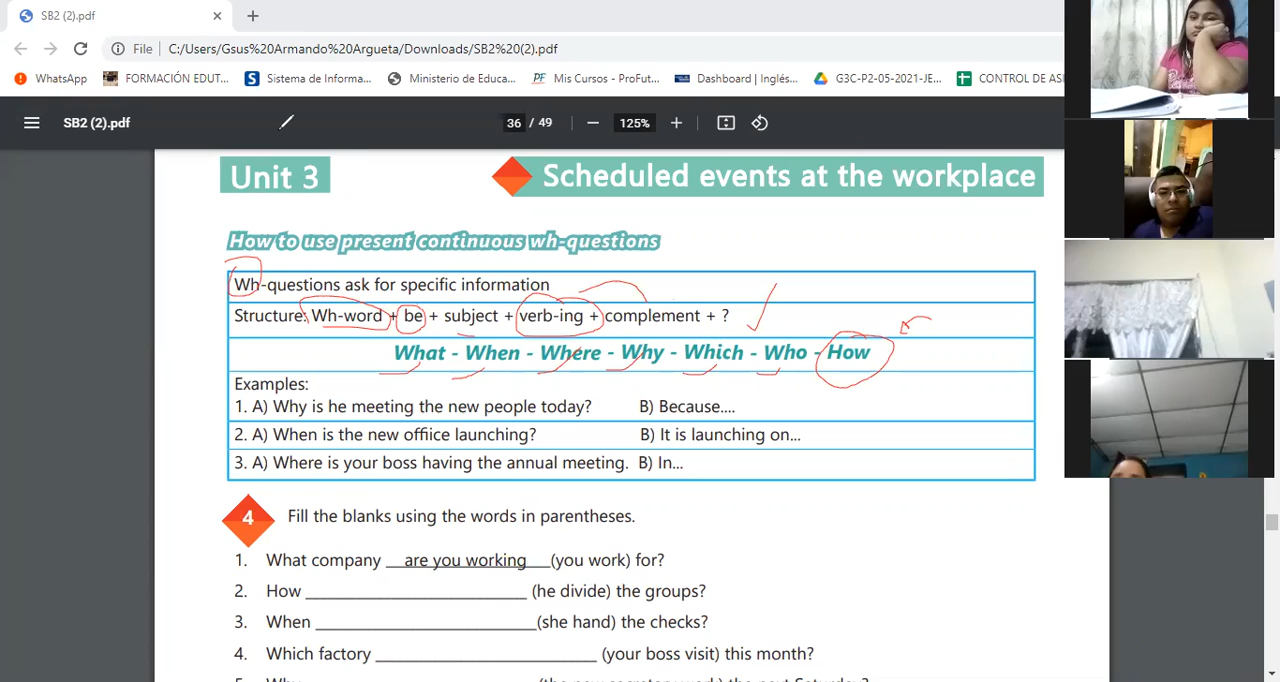 SB2 (2).pdf
File
C:/Users/Gsus%20Armando%20Argueta/Downloads/SB2%20(2).pdf
WhatsApp FORMACIÓN EDUT... Sistema de Informa... Ministerio de Educa... Mis Cursos - ProFut... Dashboard | Inglés... G3C-P2-05-2021-JE... CONTROL DE ASI
SB2 (2).pdf 36 / 49 125%
Unit 3 Scheduled events at the workplace
How to use present continuous wh-questions
Wh-questions ask for specific information
Structure: Wh-word + be + subject + verb-ing + complement + ?
What - When - Where - Why - Which - Who - How
Examples:
1. A) Why is he meeting the new people today? B) Because....
2. A) When is the new office launching? B) It is launching on...
3. A) Where is your boss having the annual meeting. B) In...
4 Fill the blanks using the words in parentheses.
1. What company __are you working___(you work) for?
2. How _________________________ (he divide) the groups?
3. When _________________________(she hand) the checks?
4. Which factory _________________________ (your boss visit) this month?